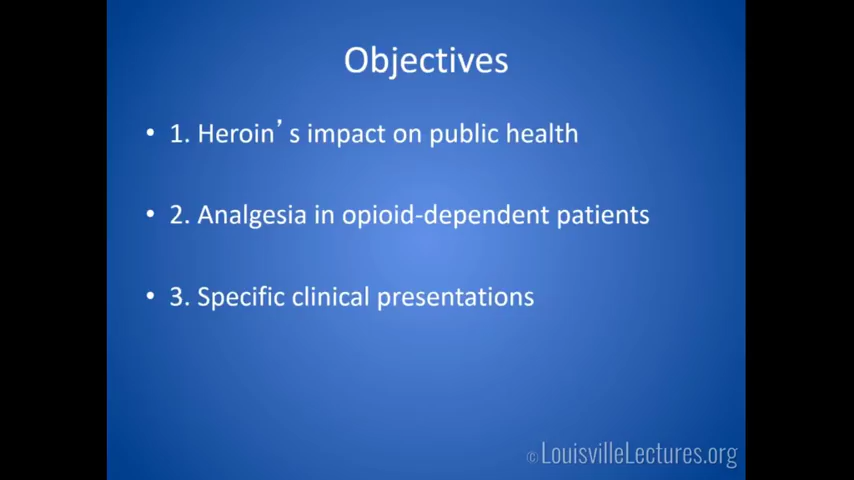 Objectives
• 1. Heroin’s impact on public health
• 2. Analgesia in opioid-dependent patients
• 3. Specific clinical presentations
© LouisvilleLectures.org